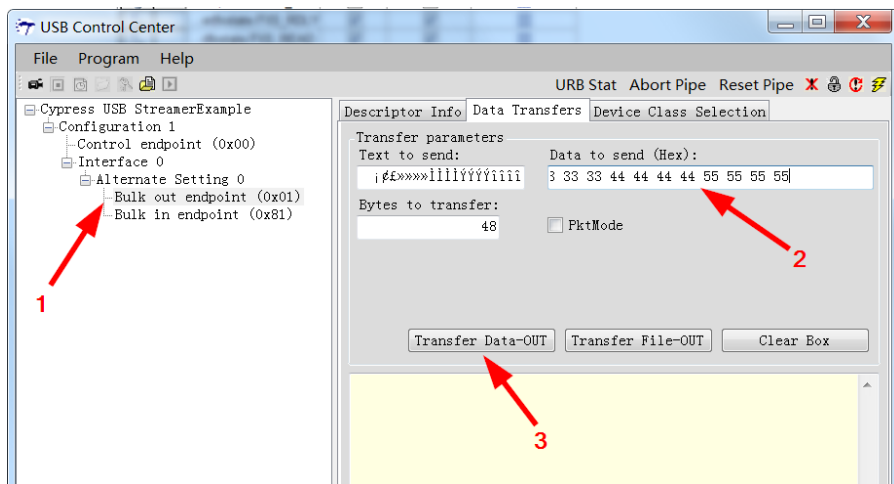 USB Control Center
File Program Help
URB Stat Abort Pipe Reset Pipe
Cypress USB StreamerExample
Configuration 1
Control endpoint (0x00)
Interface 0
Alternate Setting 0
Bulk out endpoint (0x01)
Bulk in endpoint (0x81)
1
Descriptor Info Data Transfers Device Class Selection
Transfer parameters
Text to send: Data to send (Hex):
¡¢£»»»»ÌÌÌÌÝÝÝÝîîîî 3 33 33 44 44 44 44 55 55 55 55
Bytes to transfer:
48 PktMode
2
Transfer Data-OUT Transfer File-OUT Clear Box
3